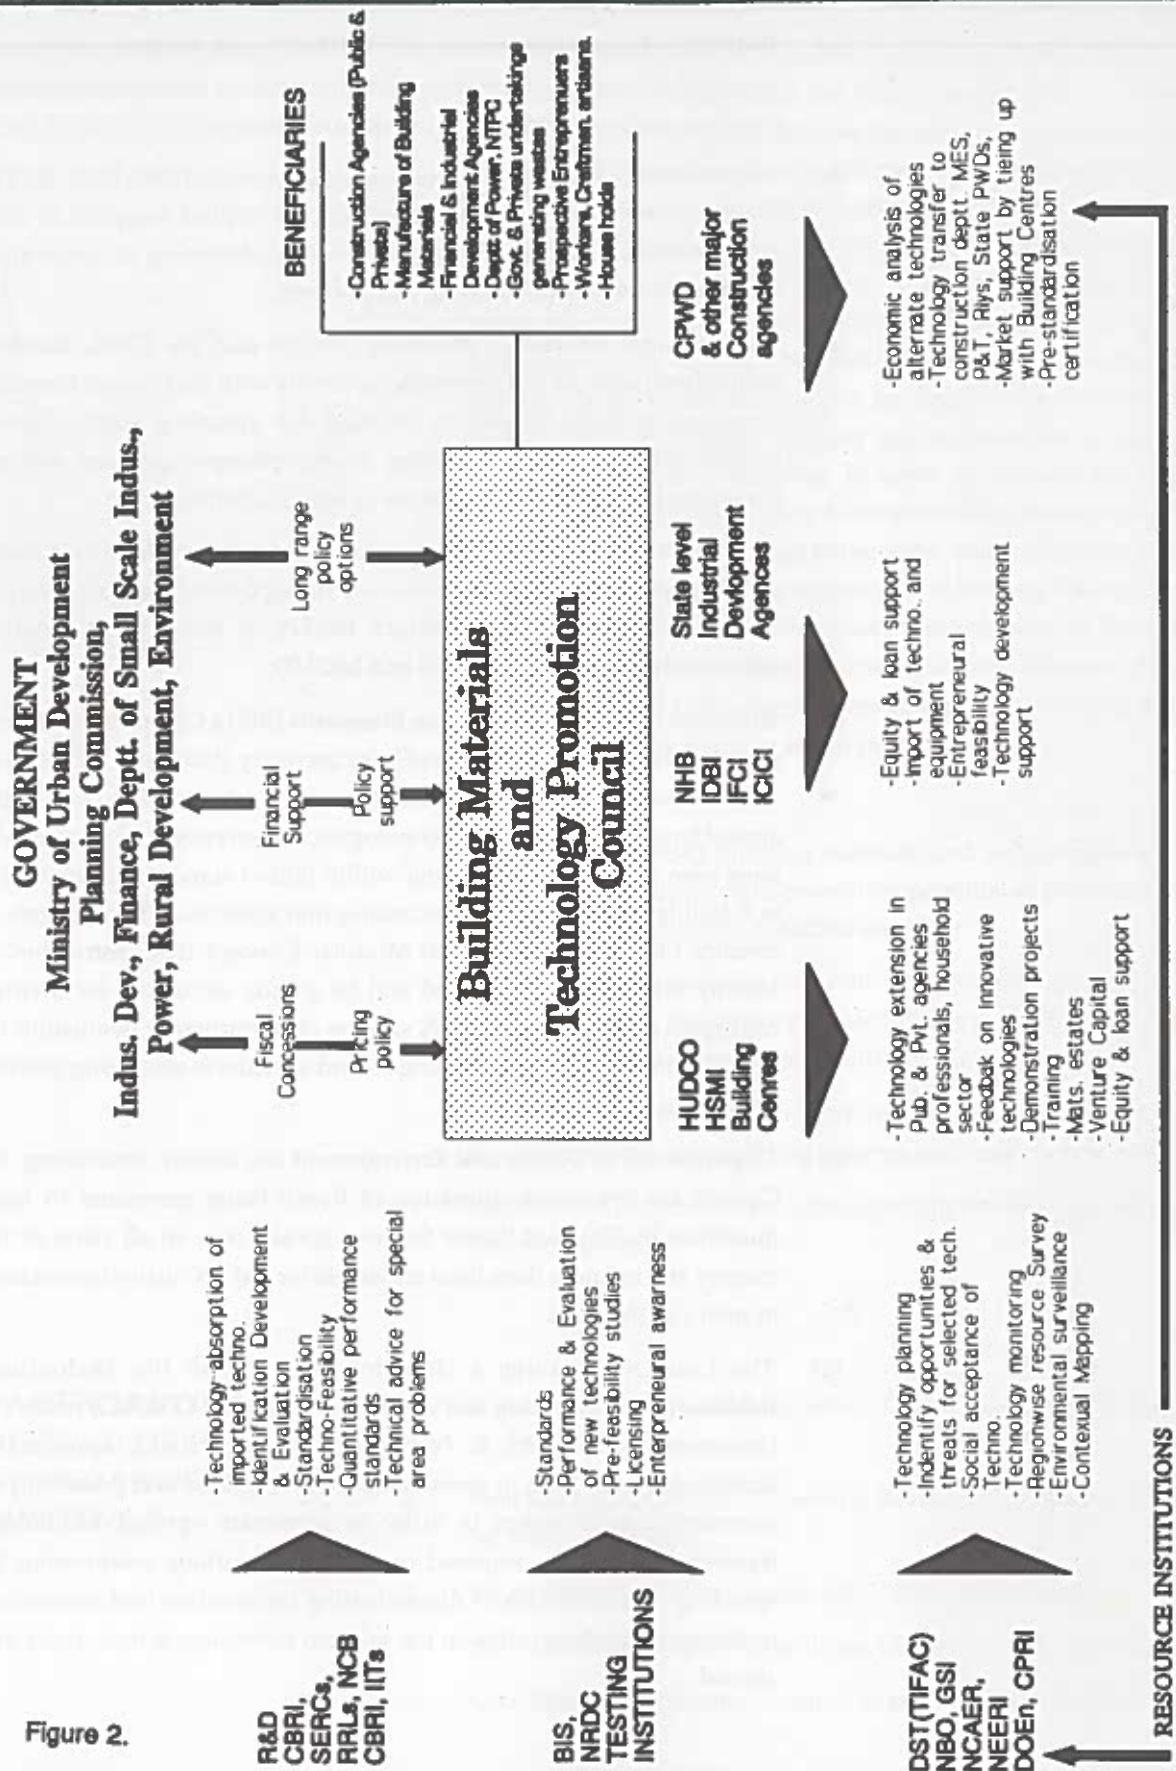 Figure 2.
GOVERNMENT
Ministry of Urban Development
Planning Commission,
Indus. Dev., Finance, Deptt. of Small Scale Indus.,
Power, Rural Development, Environment
Fiscal
Concessions
Pricing
policy
Financial
Support
Policy
support
Long range
policy
options
Building Materials
and
Technology Promotion
Council
BENEFICIARIES
-Construction Agencies (Public &
Private)
-Manufacture of Building
Materials
-Financial & Industrial
Development Agencies
-Dept. of Power. NTPC
Govt. & Private undertakings
generating wastes
-Prospective Entreprenuers
-Workers, Craftmen, artisans.
-House holds
R&D
CBRI,
SERCs,
RRLs, NCB
CBRI, IITs
-Technology absorption of
imported techno.
-Identification Development
& Evaluation
-Standardisation
-Techno-Feasibility
Quantitative performance
standards.
-Technical advice for special
area problems
BIS,
NRDC
TESTING
INSTITUTIONS
-Standards
-Performance & Evaluation
of new technologies
-Pre-feasibility studies
-Licensing
-Enterpreneural awarness
DST(TIFAC)
NBO, GSI
NCAER,
NEERI
DOEn, CPRI
-Technology planning
-Indentify opportunities &
threats for selected tech.
-Social acceptance of
Techno.
-Technology monitoring
-Regionwise resource Survey
-Environmental surveillance
-Contexual Mapping
HUDCO
HSMI
Building
Cenres
-Technology extension in
Pub. & Pvt. agencies
professionals, household
sector
-Feedbak on Innovative
technologies
-Demonstration projects
Training
Mats. estates
-Venture Capital
-Equity & loan support
NHB
IDBI
IFCI
ICICI
State level
Industrial
Devlopment
Agences
-Equity & loan support
-Import of techno. and
equipment
-Entrepreneural
feasibility
-Technology development
support
CPWD
& other major
Construction
agencies
-Economic analysis of
alternate technologies
-Technology transfer to
construction deptt. MES,
P&T, Rlys, State PWDs;
-Market support by tieing up
with Building Centres
-Pre-standardisation
certification
RESOURCE INSTITUTIONS